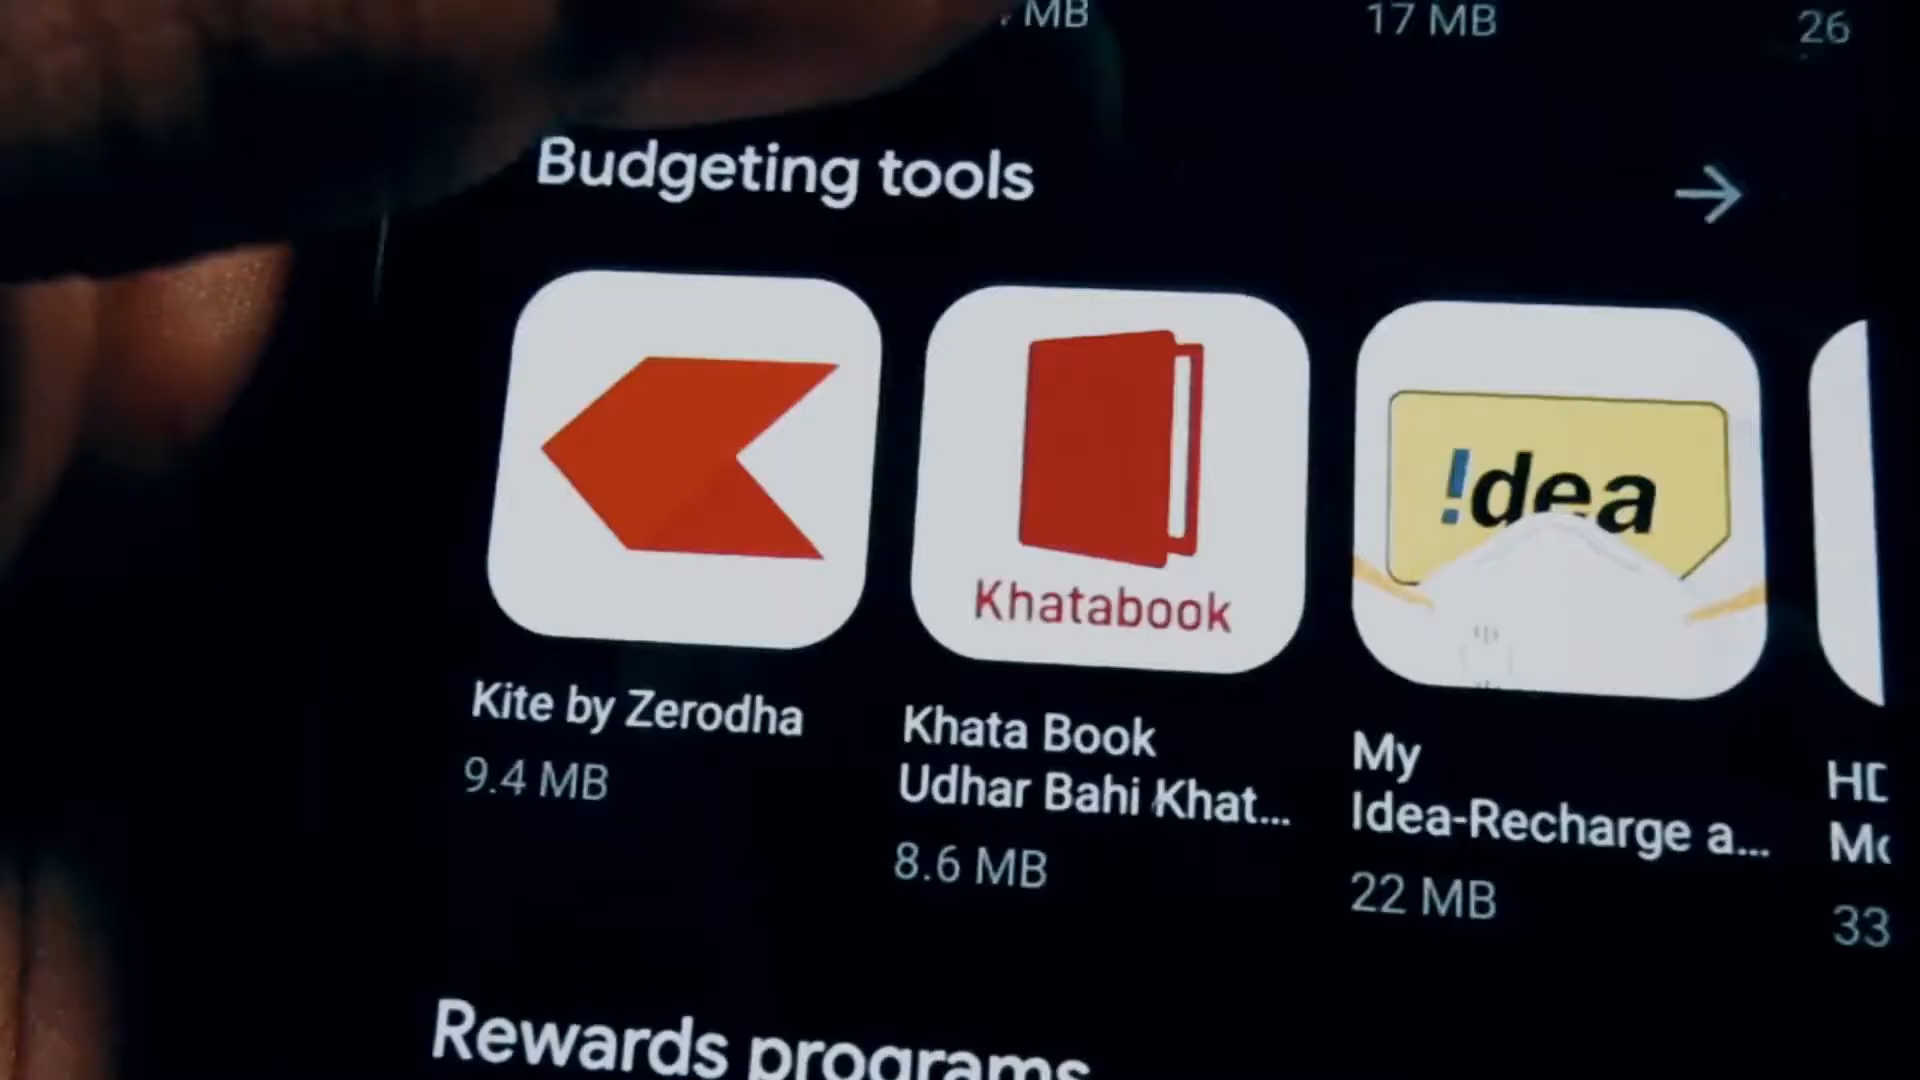 MB
17 MB
26
Budgeting tools
!dea
Khatabook
Kite by Zerodha
9.4 MB
Khata Book
Udhar Bahi Khat...
8.6 MB
My
Idea-Recharge a...
22 MB
33
Rewards programs